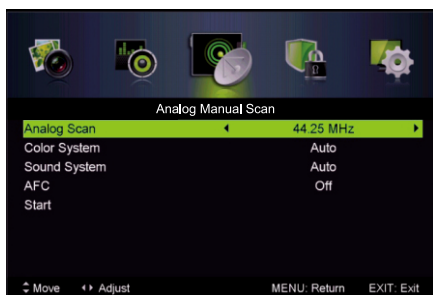 Analog Manual Scan
Analog Scan 44.25 MHz
Color System Auto
Sound System Auto
AFC Off
Start
Move Adjust MENU: Return EXIT: Exit